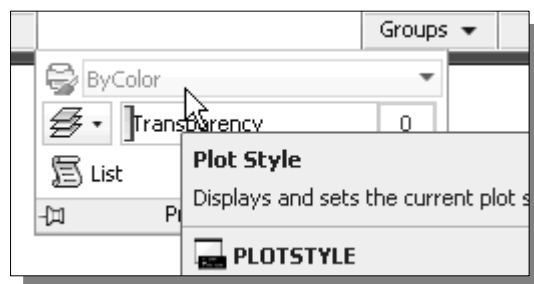 Groups
ByColor
Transparency 0
Plot Style
List
Displays and sets the current plot
PLOTSTYLE